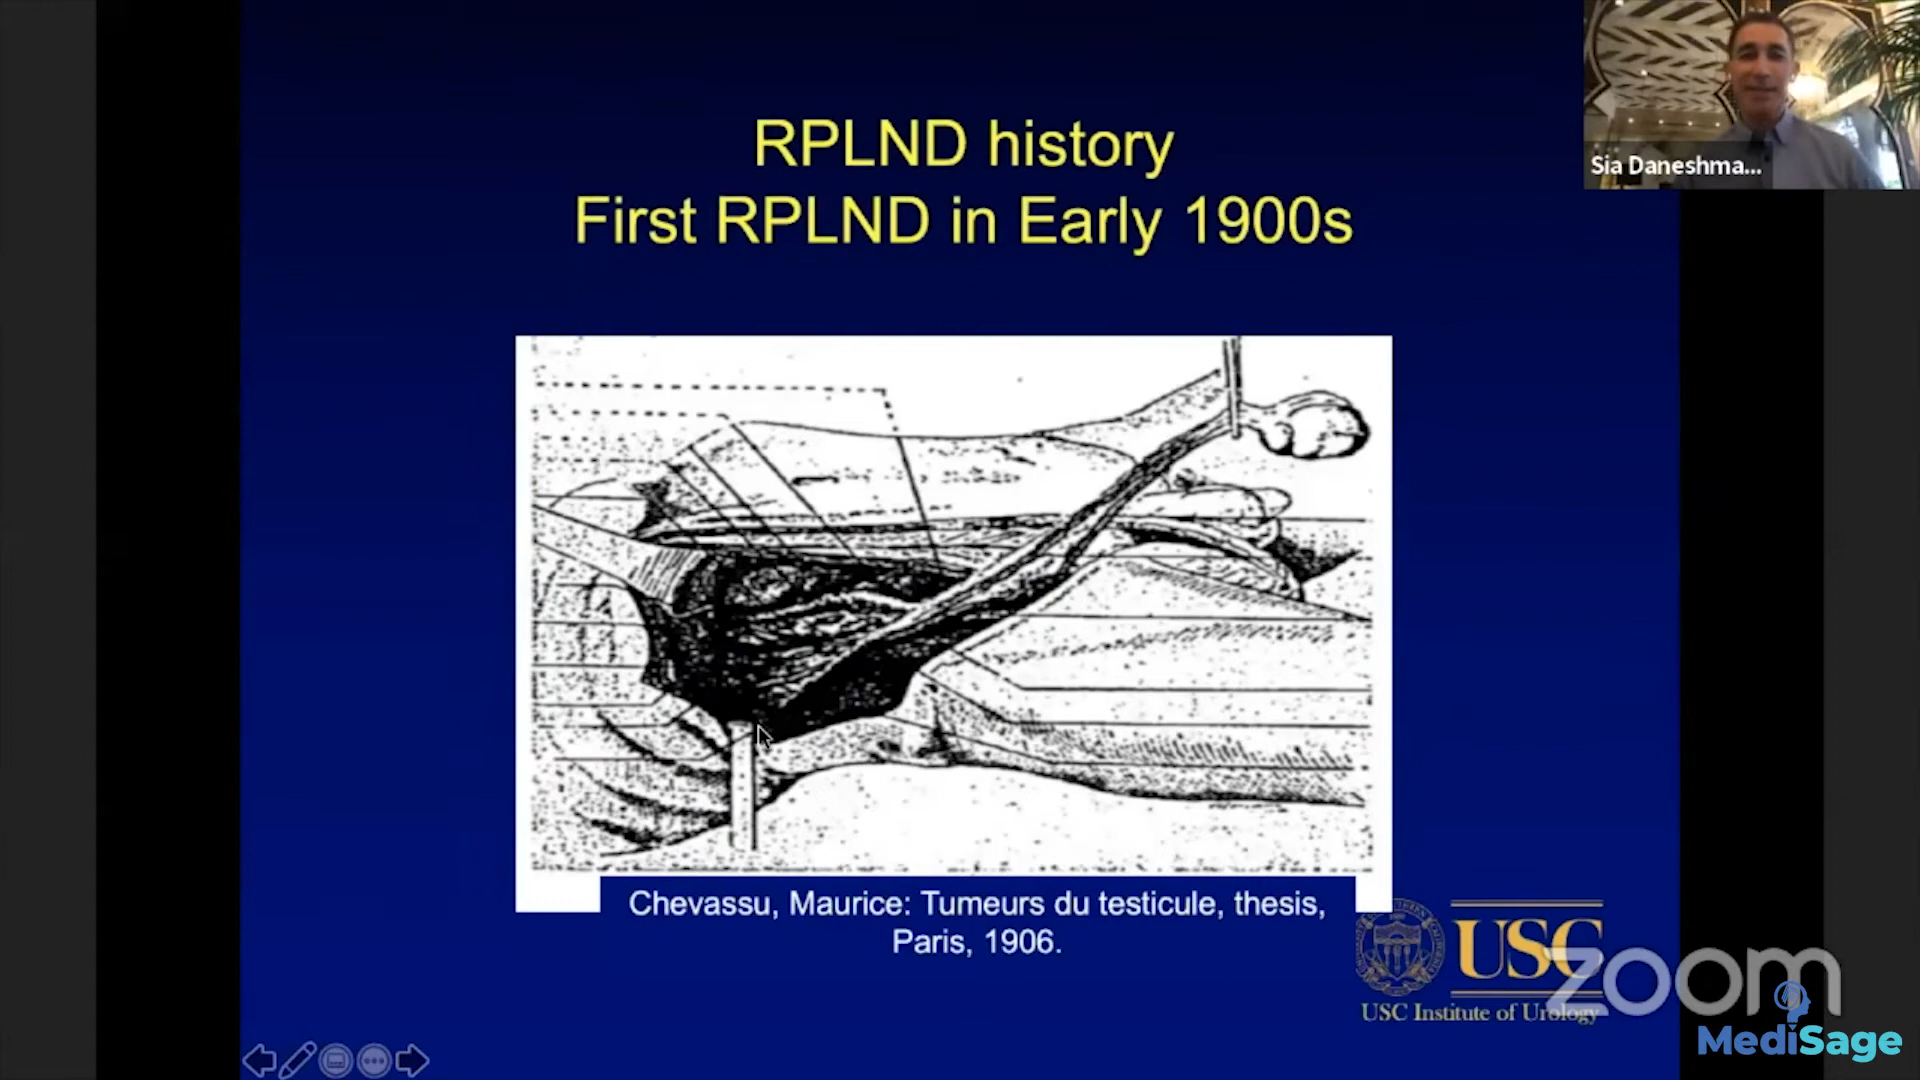 RPLND history
First RPLND in Early 1900s
Sia Daneshma...
Chevassu, Maurice: Tumeurs du testicule, thesis,
Paris, 1906.
USC
USC Institute of Urology
zoom
MediSage